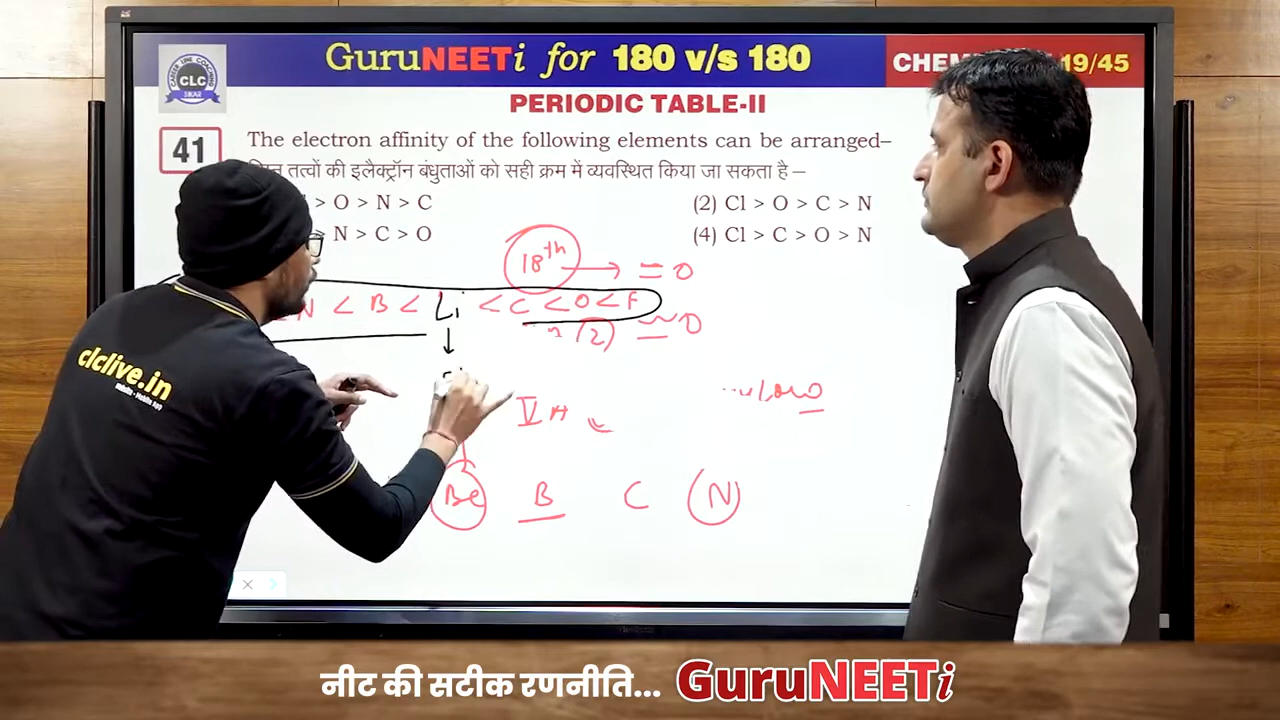 GuruNEETi for 180 v/s 180
19/45
CLC
SIKAR
PERIODIC TABLE-II
41
The electron affinity of the following elements can be arranged–
तत्वों की इलैक्ट्रॉन बंधुताओं को सही क्रम में व्यवस्थित किया जा सकता है –
> O > N > C
(2) Cl > O > C > N
> N > C > O
(4) Cl > C > O > N
18th → = 0
N < B < Li < C < O < F
(2) ≈ 0
V A
Be B C N
clclive.in
नीट की सटीक रणनीति... GuruNEETi